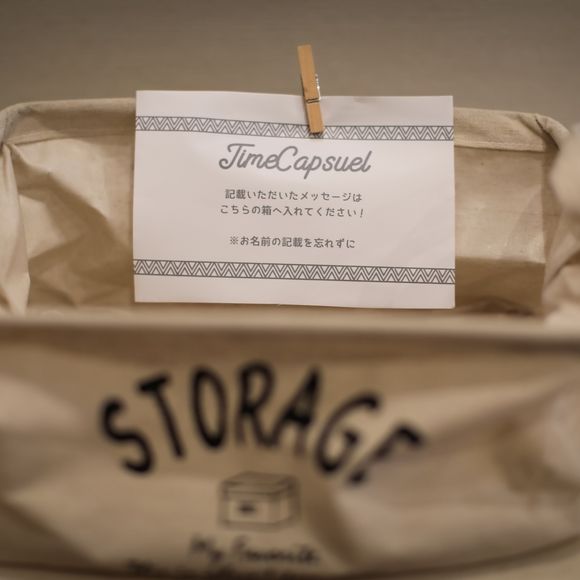 TimeCapsuel
記載いただいたメッセージは
こちらの箱へ入れてください！
※お名前の記載を忘れずに
STORAGE
My Favorite